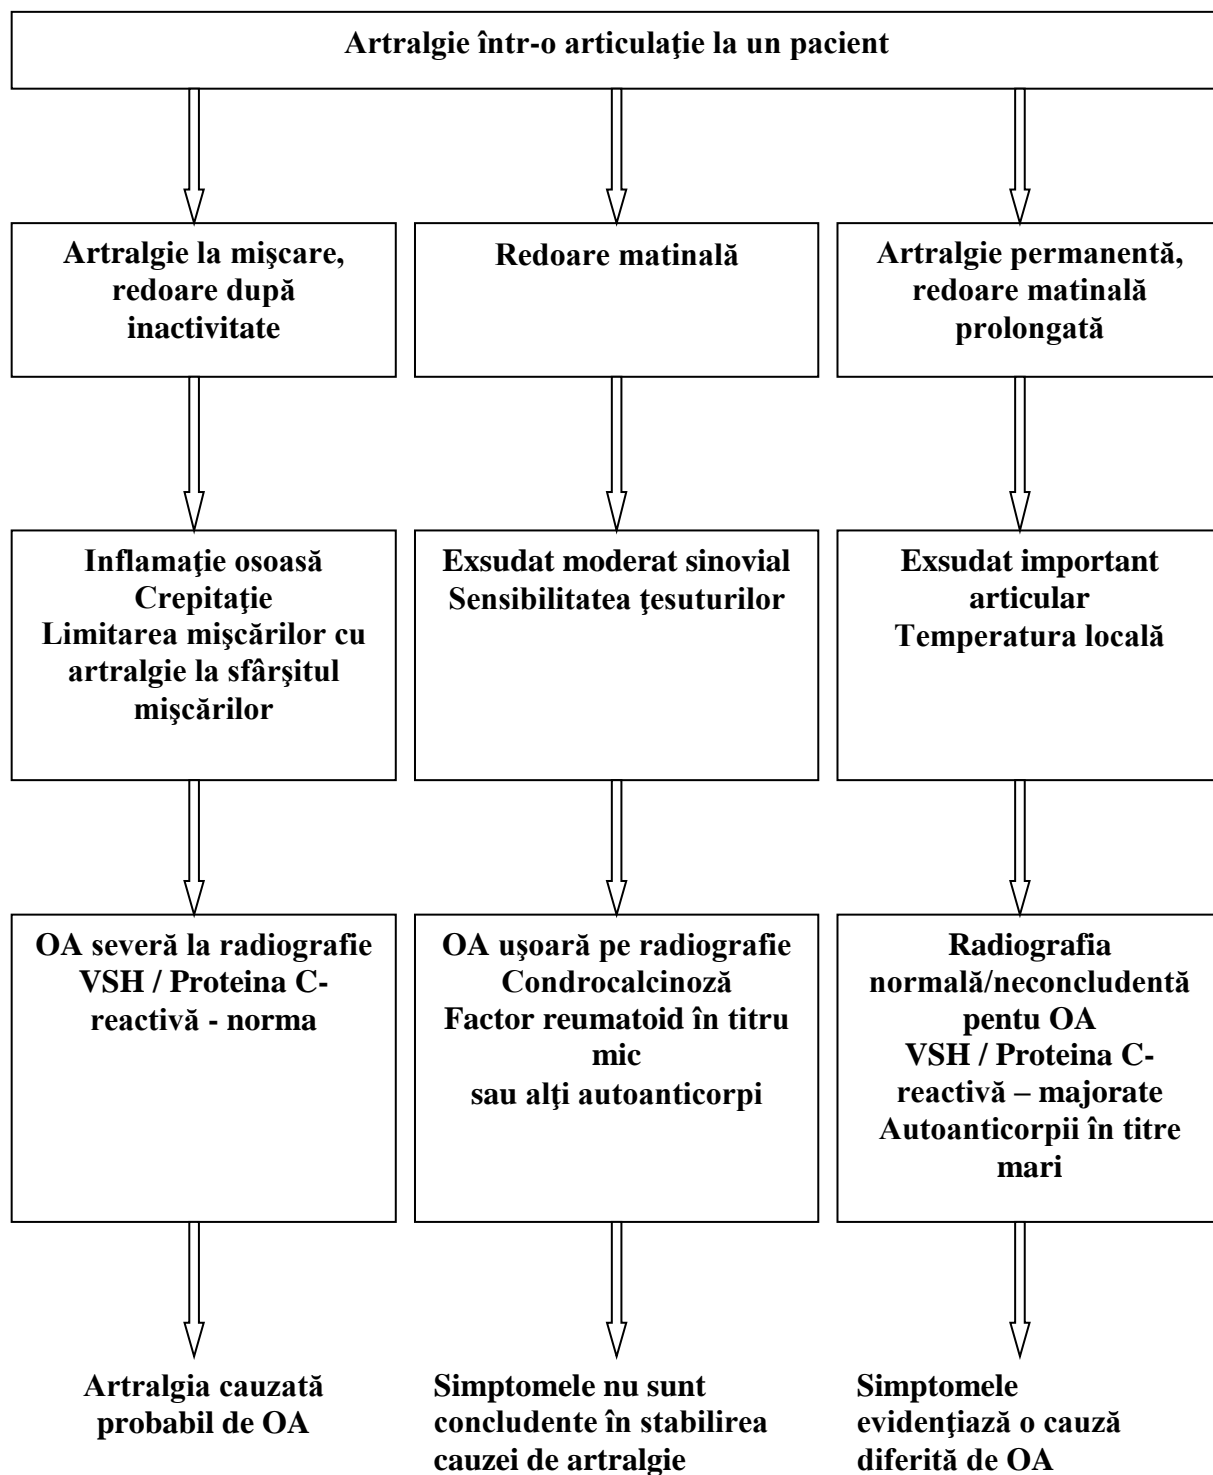 Artralgie într-o articulaţie la un pacient
Artralgie la mişcare,
redoare după
inactivitate
Redoare matinală
Artralgie permanentă,
redoare matinală
prolongată
Inflamaţie osoasă
Crepitaţie
Limitarea mişcărilor cu
artralgie la sfârşitul
mişcărilor
Exsudat moderat sinovial
Sensibilitatea ţesuturilor
Exsudat important
articular
Temperatura locală
OA severă la radiografie
VSH / Proteina C-
reactivă - norma
OA uşoară pe radiografie
Condrocalcinoză
Factor reumatoid în titru
mic
sau alţi autoanticorpi
Radiografia
normală/neconcludentă
pentu OA
VSH / Proteina C-
reactivă – majorate
Autoanticorpii în titre
mari
Artralgia cauzată
probabil de OA
Simptomele nu sunt
concludente în stabilirea
cauzei de artralgie
Simptomele
evidenţiază o cauză
diferită de OA